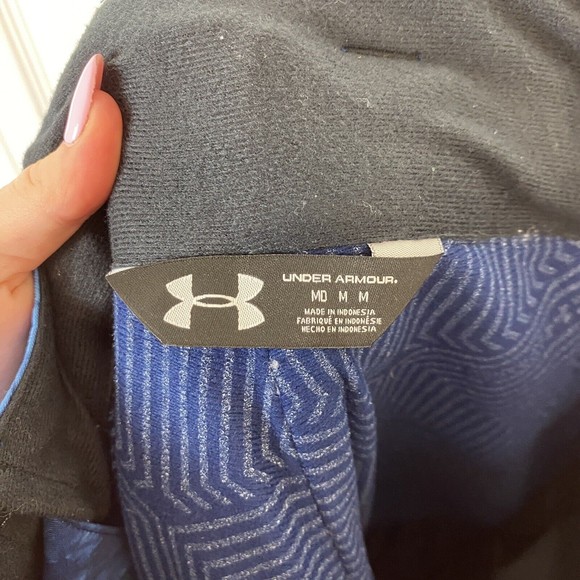 UNDER ARMOUR.
MD M M
MADE IN INDONESIA
FABRIQUÉ EN INDONÉSIE
HECHO EN INDONESIA